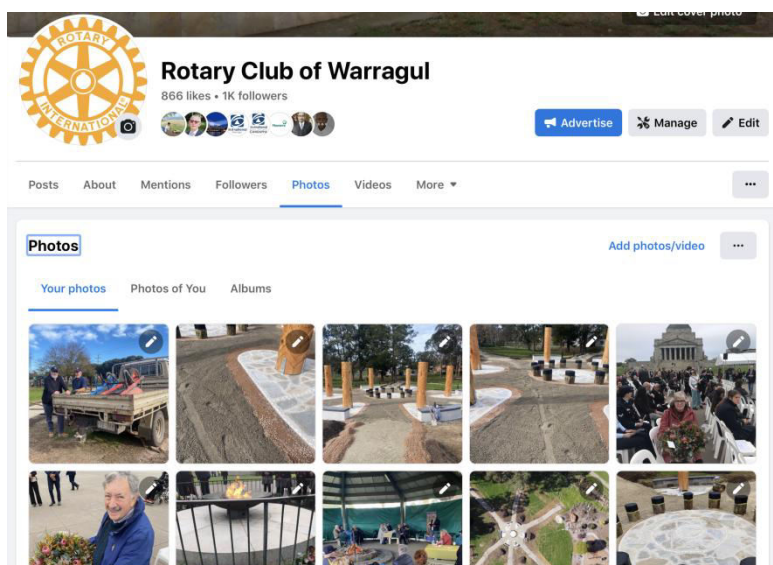 Edit cover photo
ROTARY
INTERNATIONAL
Rotary Club of Warragul
866 likes • 1K followers
Advertise
Manage
Edit
Posts
About
Mentions
Followers
Photos
Videos
More
Photos
Add photos/video
Your photos
Photos of You
Albums